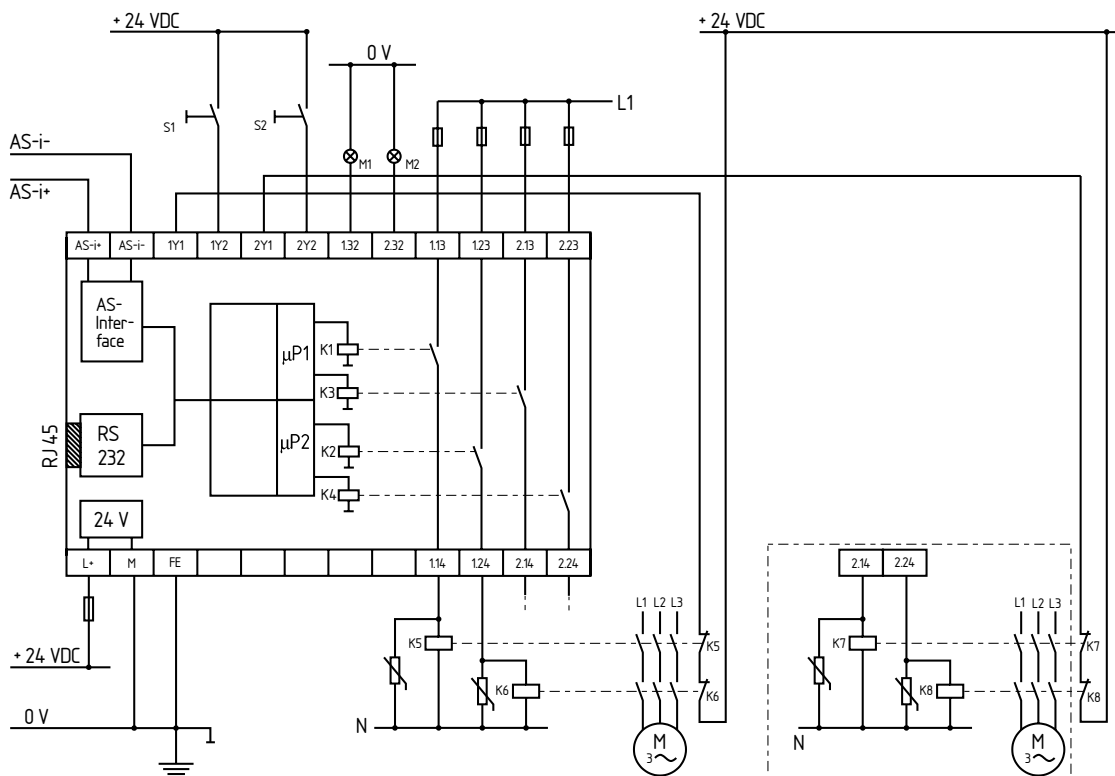 + 24 VDC
+ 24 VDC
0 V
L1
S1
S2
AS-i-
M1
M2
AS-i+
AS-i+ AS-i- 1Y1 1Y2 2Y1 2Y2 1.32 2.32 1.13 1.23 2.13 2.23
AS-
Inter-
face
µP1
K1
K3
RJ 45
RS
232
µP2
K2
K4
24 V
L+ M FE 1.14 1.24 2.14 2.24
2.14 2.24
L1 L2 L3
L1 L2 L3
K5
K5
K7
K7
+ 24 VDC
K6
K6
K8
K8
0 V
N
N
M
3 ~
M
3 ~